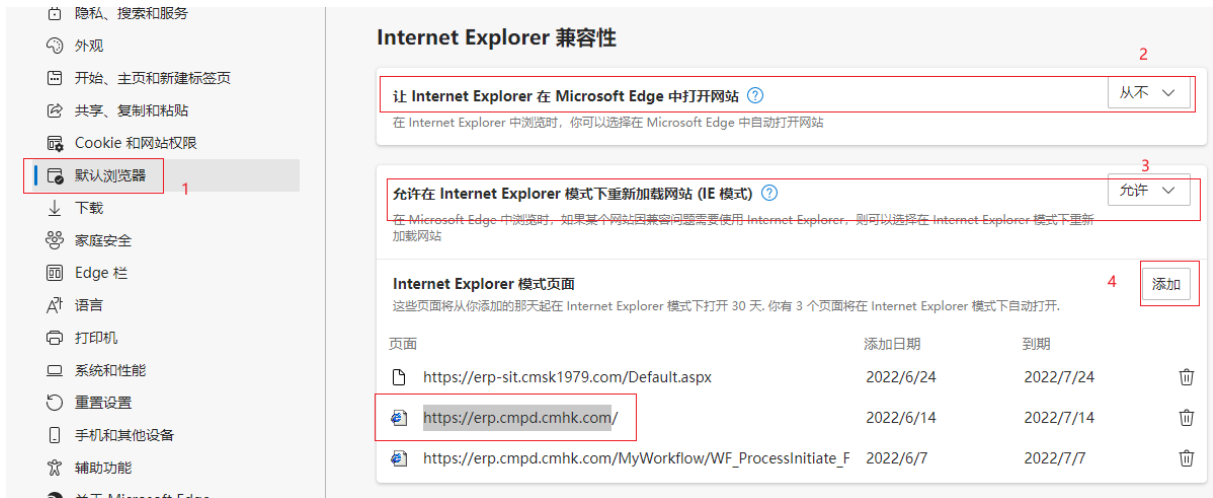 隐私、搜索和服务
外观
开始、主页和新建标签页
共享、复制和粘贴
Cookie 和网站权限
默认浏览器
1
下载
家庭安全
Edge 栏
语言
打印机
系统和性能
重置设置
手机和其他设备
辅助功能
关于 Microsoft Edge
Internet Explorer 兼容性
2
让 Internet Explorer 在 Microsoft Edge 中打开网站 从不
在 Internet Explorer 中浏览时，你可以选择在 Microsoft Edge 中自动打开网站
3
允许在 Internet Explorer 模式下重新加载网站 (IE 模式) 允许
在 Microsoft Edge 中浏览时，如果某个网站因兼容问题需要使用 Internet Explorer，则可以选择在 Internet Explorer 模式下重新
加载网站
Internet Explorer 模式页面 4 添加
这些页面将从你添加的那天起在 Internet Explorer 模式下打开 30 天. 你有 3 个页面将在 Internet Explorer 模式下自动打开.
页面 添加日期 到期
https://erp-sit.cmsk1979.com/Default.aspx 2022/6/24 2022/7/24
https://erp.cmpd.cmhk.com/ 2022/6/14 2022/7/14
https://erp.cmpd.cmhk.com/MyWorkflow/WF_ProcessInitiate_F 2022/6/7 2022/7/7